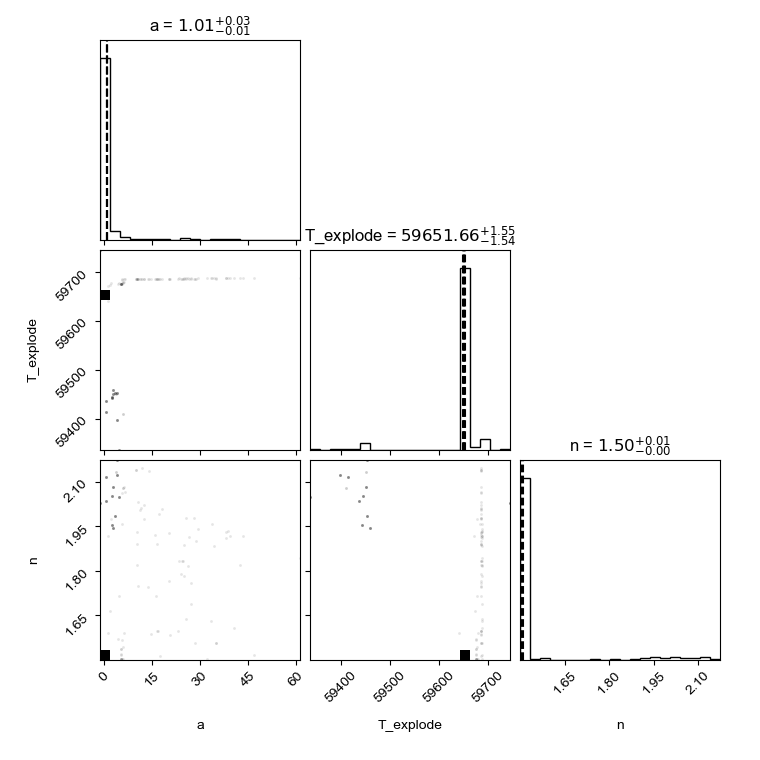 a = 1.01+0.03−0.01
T_explode = 59651.66+1.55−1.54
59700
59600
59500
59400
T_explode
n = 1.50+0.01−0.00
2.10
1.95
1.80
1.65
n
0 15 30 45 60
59400 59500 59600 59700
1.65 1.80 1.95 2.10
a T_explode n